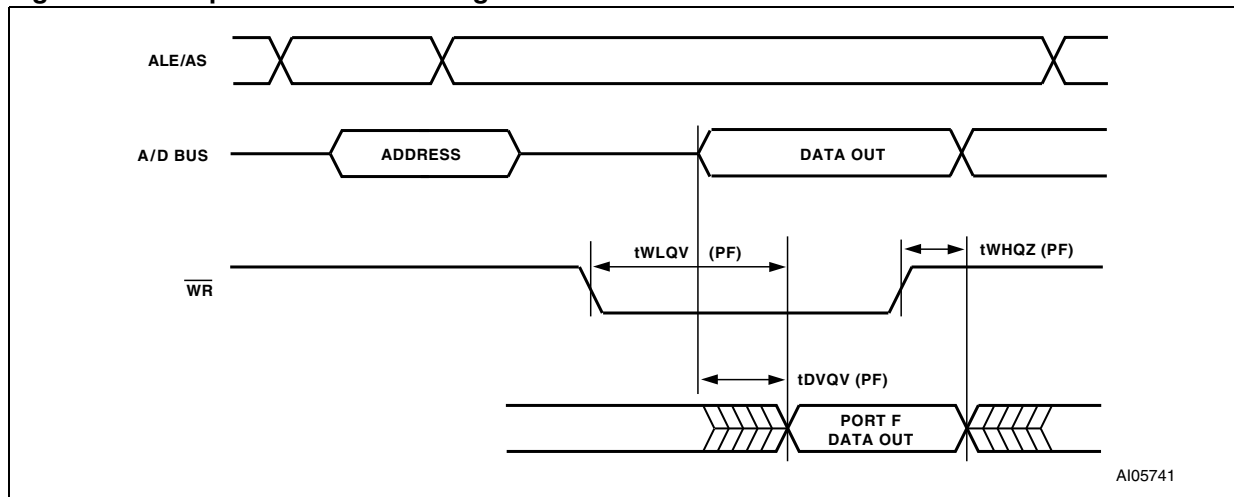 ALE/AS
A/D BUS
ADDRESS
DATA OUT
tWLQV (PF)
tWHQZ (PF)
WR
tDVQV (PF)
PORT F
DATA OUT
AI05741